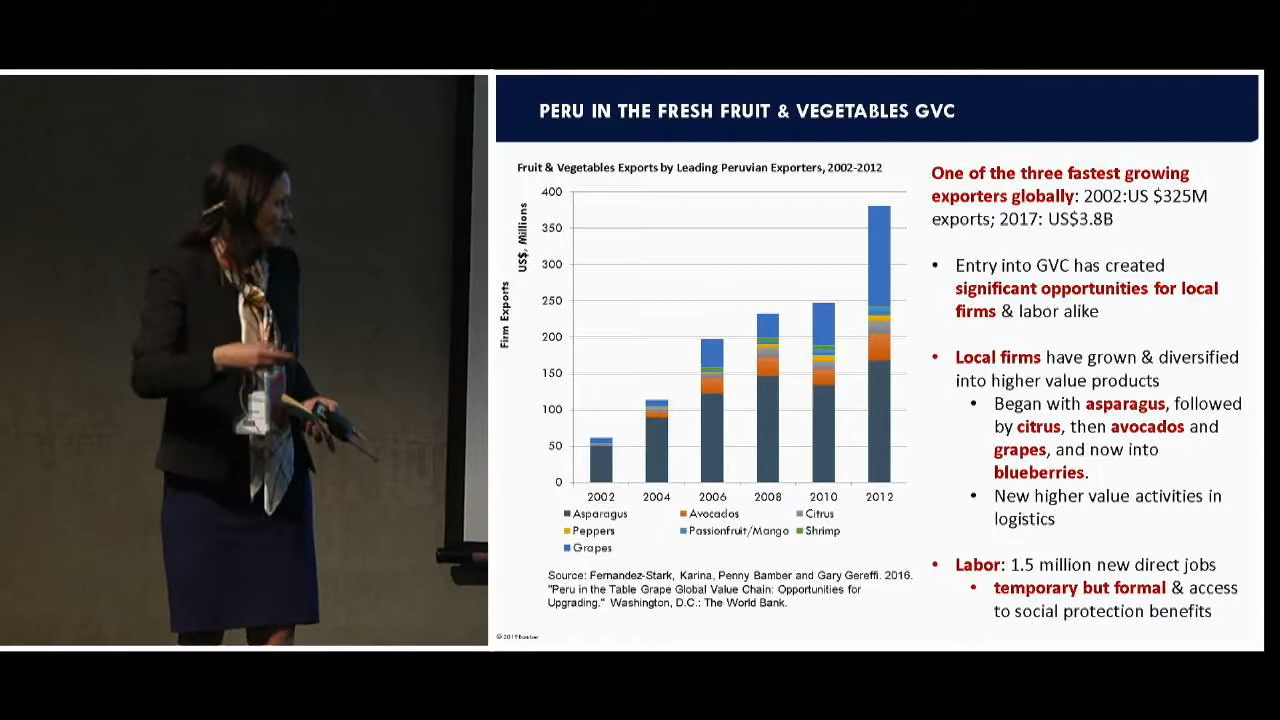 PERU IN THE FRESH FRUIT & VEGETABLES GVC
Fruit & Vegetables Exports by Leading Peruvian Exporters, 2002-2012
Firm Exports
US$, Millions
400
350
300
250
200
150
100
50
0
2002 2004 2006 2008 2010 2012
Asparagus Avocados Citrus
Peppers Passionfruit/Mango Shrimp
Grapes
Source: Fernandez-Stark, Karina, Penny Bamber and Gary Gereffi. 2016.
"Peru in the Table Grape Global Value Chain: Opportunities for
Upgrading." Washington, D.C.: The World Bank.
One of the three fastest growing
exporters globally: 2002:US $325M
exports; 2017: US$3.8B
• Entry into GVC has created
significant opportunities for local
firms & labor alike
• Local firms have grown & diversified
into higher value products
• Began with asparagus, followed
by citrus, then avocados and
grapes, and now into
blueberries.
• New higher value activities in
logistics
• Labor: 1.5 million new direct jobs
• temporary but formal & access
to social protection benefits
© 2019 Bamber